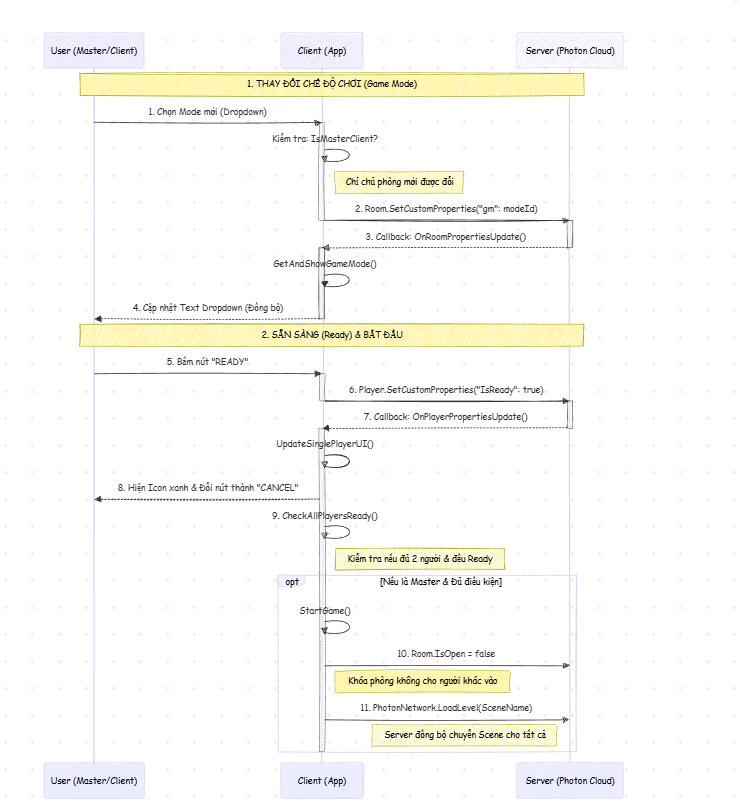 User (Master/Client)
Client (App)
Server (Photon Cloud)
1. THAY ĐỔI CHẾ ĐỘ CHƠI (Game Mode)
1. Chọn Mode mới (Dropdown)
Kiểm tra: IsMasterClient?
Chỉ chủ phòng mới được đổi
2. Room.SetCustomProperties("gm": modeId)
3. Callback: OnRoomPropertiesUpdate()
GetAndShowGameMode()
4. Cập nhật Text Dropdown (Đồng bộ)
2. SẴN SÀNG (Ready) & BẮT ĐẦU
5. Bấm nút "READY"
6. Player.SetCustomProperties("IsReady": true)
7. Callback: OnPlayerPropertiesUpdate()
UpdateSinglePlayerUI()
8. Hiện Icon xanh & Đổi nút thành "CANCEL"
9. CheckAllPlayersReady()
Kiểm tra nếu đủ 2 người & đều Ready
opt
[Nếu là Master & Đủ điều kiện]
StartGame()
10. Room.IsOpen = false
Khóa phòng không cho người khác vào
11. PhotonNetwork.LoadLevel(SceneName)
Server đồng bộ chuyển Scene cho tất cả
User (Master/Client)
Client (App)
Server (Photon Cloud)